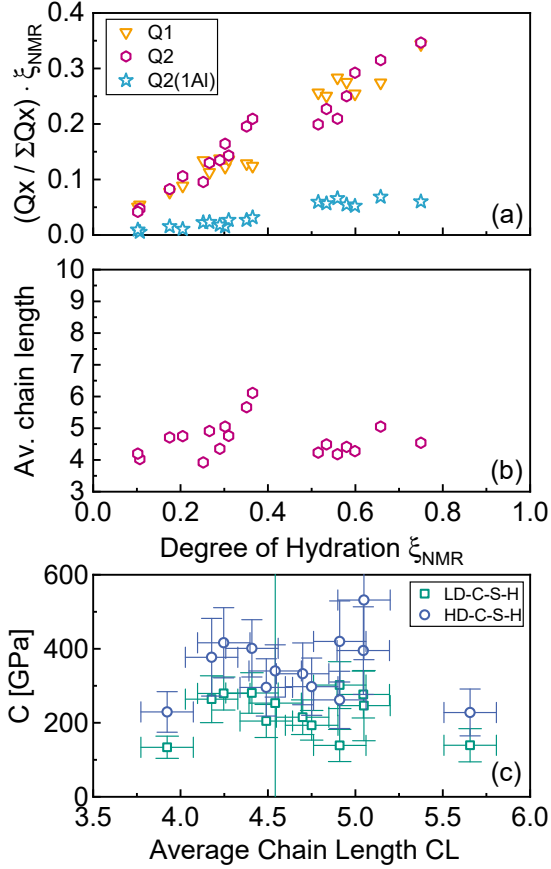 (Qx / ΣQx) · ξNMR
0.4
0.3
0.2
0.1
0.0
Q1
Q2
Q2(1Al)
(a)
Av. chain length
10
9
8
7
6
5
4
3
(b)
0.0 0.2 0.4 0.6 0.8 1.0
Degree of Hydration ξNMR
C [GPa]
600
400
200
0
LD-C-S-H
HD-C-S-H
(c)
3.5 4.0 4.5 5.0 5.5 6.0
Average Chain Length CL